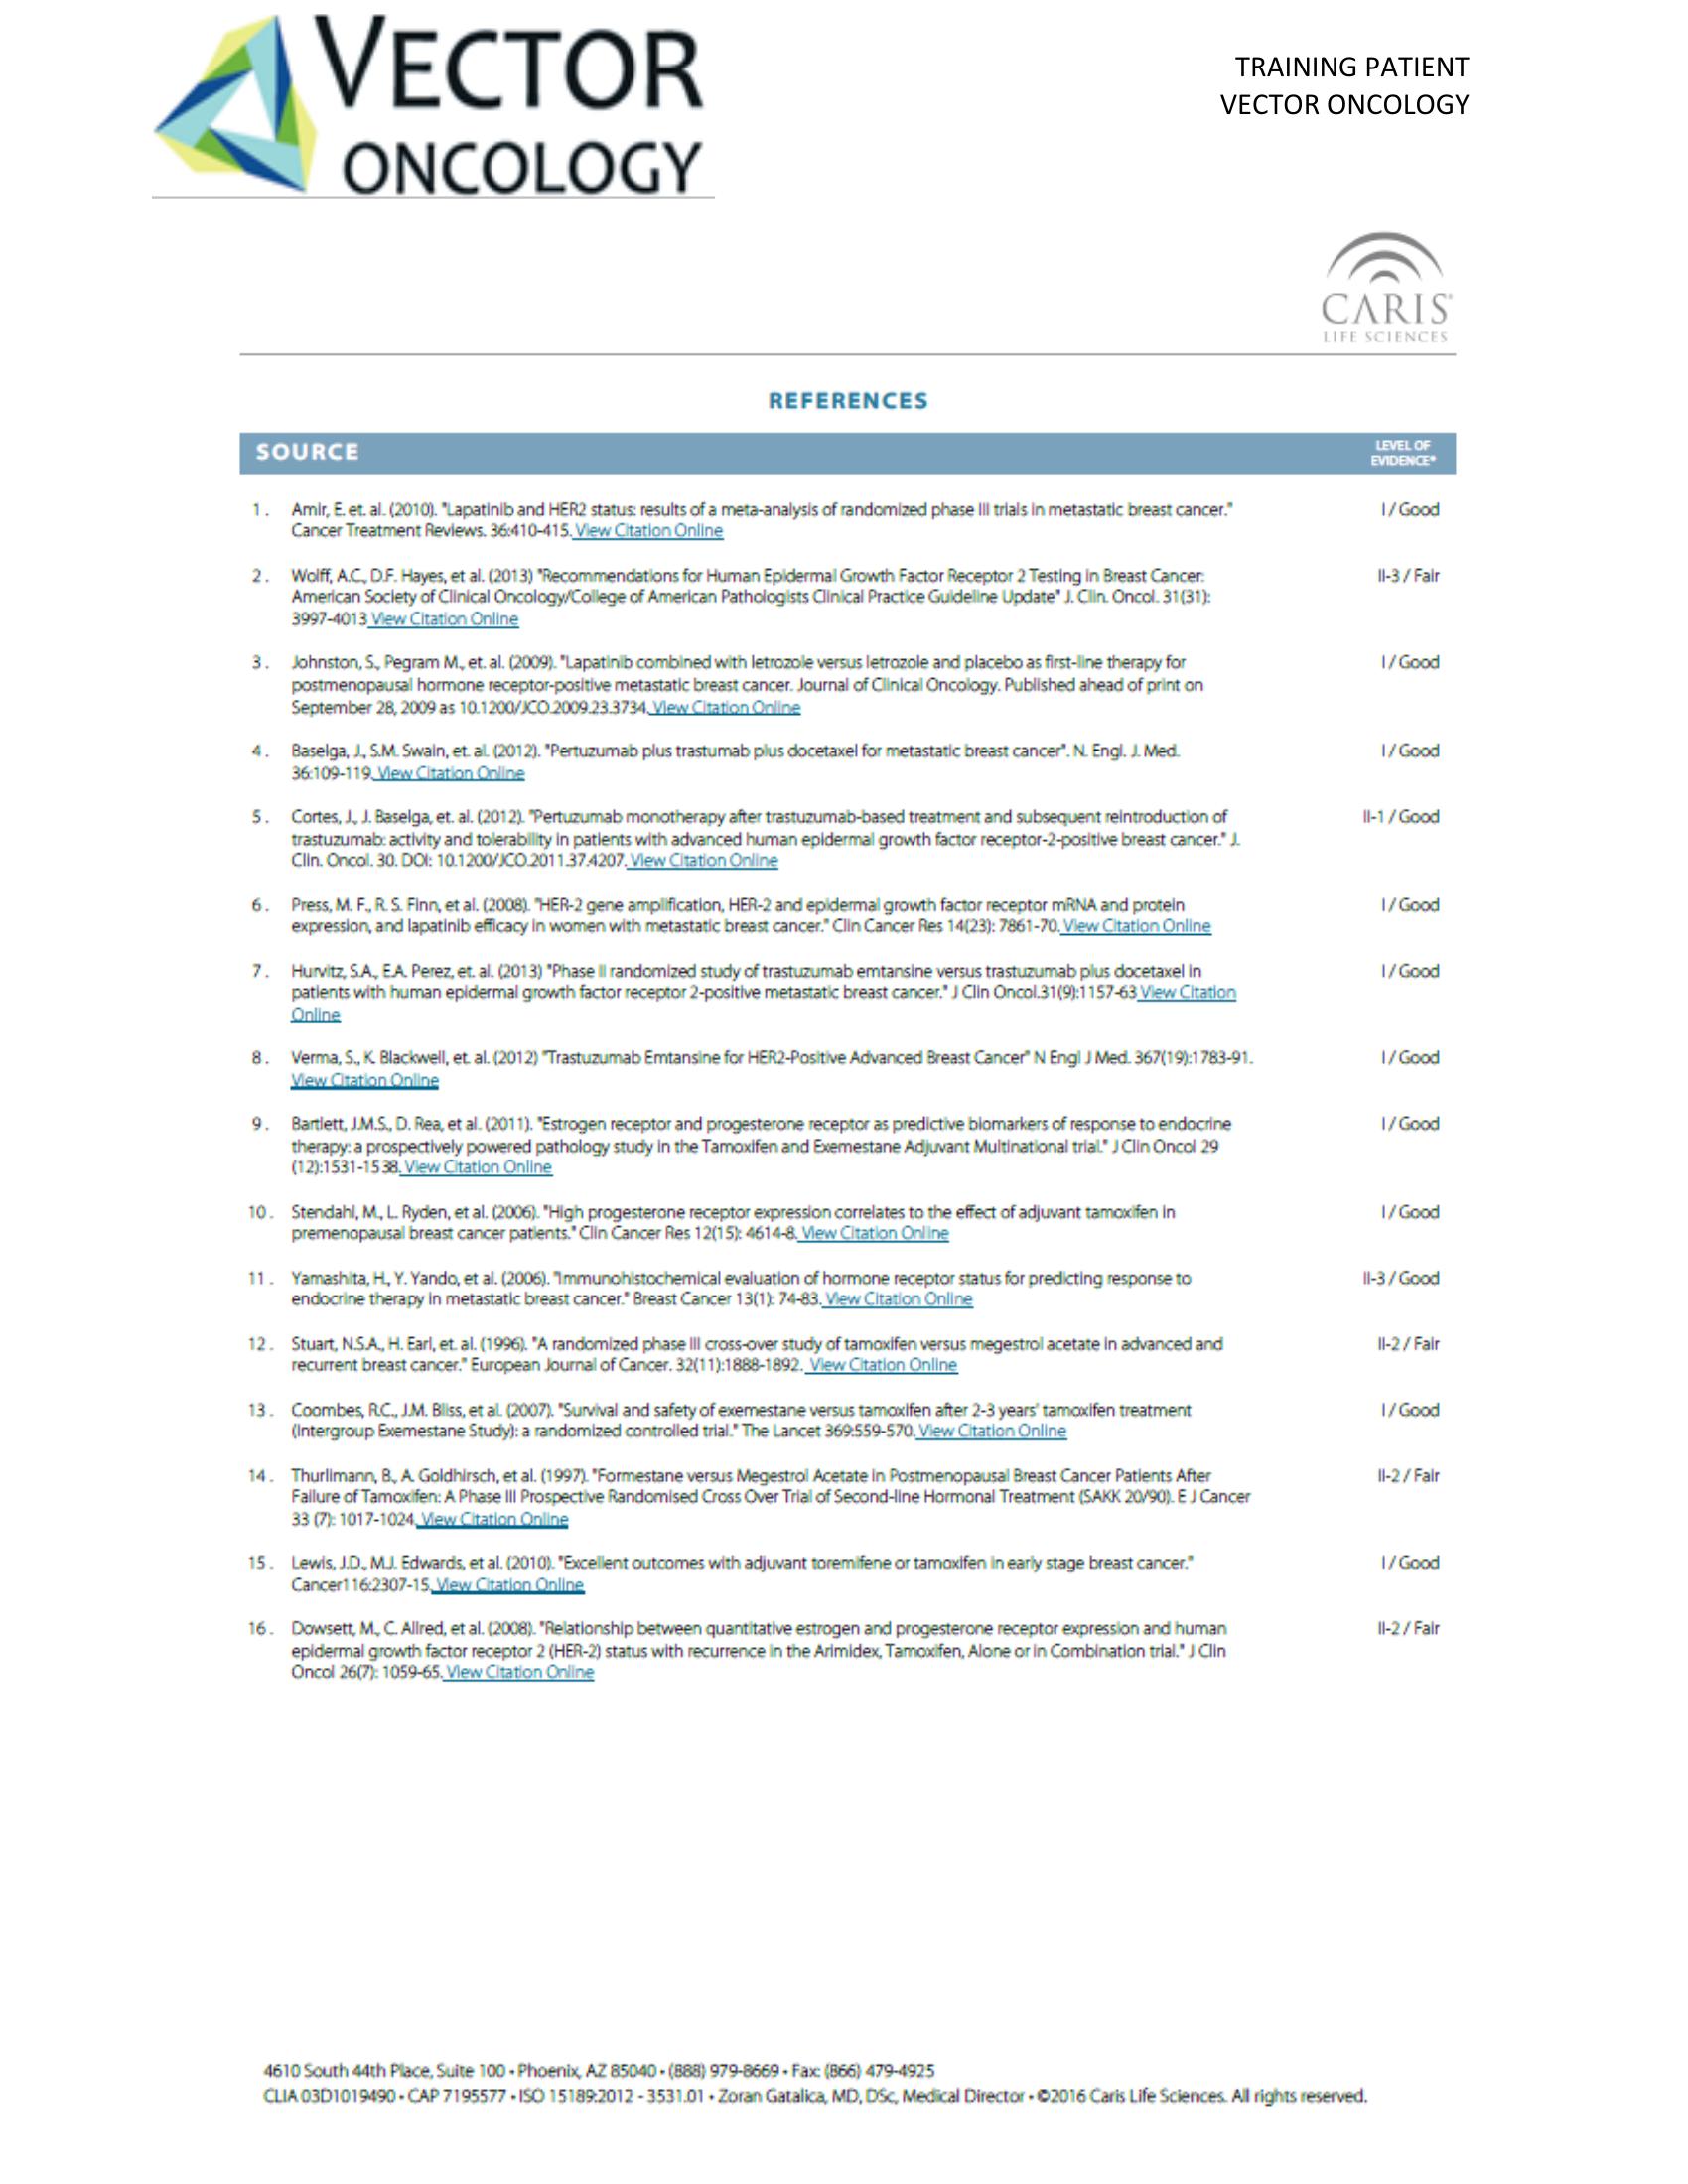 VECTOR
ONCOLOGY
TRAINING PATIENT
VECTOR ONCOLOGY
CARIS
LIFE SCIENCES
REFERENCES
SOURCE
LEVEL OF
EVIDENCE*
1. Amir, E. et. al. (2010). "Lapatinib and HER2 status: results of a meta-analysis of randomized phase III trials in metastatic breast cancer." I / Good
Cancer Treatment Reviews. 36:410-415. View Citation Online
2. Wolff, A.C., D.F. Hayes, et al. (2013) "Recommendations for Human Epidermal Growth Factor Receptor 2 Testing in Breast Cancer: II-3 / Fair
American Society of Clinical Oncology/College of American Pathologists Clinical Practice Guideline Update" J. Clin. Oncol. 31(31):
3997-4013 View Citation Online
3. Johnston, S., Pegram M., et. al. (2009). "Lapatinib combined with letrozole versus letrozole and placebo as first-line therapy for I / Good
postmenopausal hormone receptor-positive metastatic breast cancer. Journal of Clinical Oncology. Published ahead of print on
September 28, 2009 as 10.1200/JCO.2009.23.3734. View Citation Online
4. Baselga, J., S.M. Swain, et. al. (2012). "Pertuzumab plus trastumab plus docetaxel for metastatic breast cancer". N. Engl. J. Med. I / Good
36:109-119. View Citation Online
5. Cortes, J., J. Baselga, et. al. (2012). "Pertuzumab monotherapy after trastuzumab-based treatment and subsequent reintroduction of II-1 / Good
trastuzumab: activity and tolerability in patients with advanced human epidermal growth factor receptor-2-positive breast cancer." J.
Clin. Oncol. 30. DOI: 10.1200/JCO.2011.37.4207. View Citation Online
6. Press, M. F., R. S. Finn, et al. (2008). "HER-2 gene amplification, HER-2 and epidermal growth factor receptor mRNA and protein I / Good
expression, and lapatinib efficacy in women with metastatic breast cancer." Clin Cancer Res 14(23): 7861-70. View Citation Online
7. Hurvitz, S.A., E.A. Perez, et. al. (2013) "Phase II randomized study of trastuzumab emtansine versus trastuzumab plus docetaxel in I / Good
patients with human epidermal growth factor receptor 2-positive metastatic breast cancer." J Clin Oncol.31(9):1157-63 View Citation
Online
8. Verma, S., K. Blackwell, et. al. (2012) "Trastuzumab Emtansine for HER2-Positive Advanced Breast Cancer" N Engl J Med. 367(19):1783-91. I / Good
View Citation Online
9. Bartlett, J.M.S., D. Rea, et al. (2011). "Estrogen receptor and progesterone receptor as predictive biomarkers of response to endocrine I / Good
therapy: a prospectively powered pathology study in the Tamoxifen and Exemestane Adjuvant Multinational trial." J Clin Oncol 29
(12):1531-1538. View Citation Online
10. Stendahl, M., L. Ryden, et al. (2006). "High progesterone receptor expression correlates to the effect of adjuvant tamoxifen in I / Good
premenopausal breast cancer patients." Clin Cancer Res 12(15): 4614-8. View Citation Online
11. Yamashita, H., Y. Yando, et al. (2006). "Immunohistochemical evaluation of hormone receptor status for predicting response to II-3 / Good
endocrine therapy in metastatic breast cancer." Breast Cancer 13(1): 74-83. View Citation Online
12. Stuart, N.S.A., H. Earl, et. al. (1996). "A randomized phase III cross-over study of tamoxifen versus megestrol acetate in advanced and II-2 / Fair
recurrent breast cancer." European Journal of Cancer. 32(11):1888-1892. View Citation Online
13. Coombes, R.C., J.M. Bliss, et al. (2007). "Survival and safety of exemestane versus tamoxifen after 2-3 years' tamoxifen treatment I / Good
(Intergroup Exemestane Study): a randomized controlled trial." The Lancet 369:559-570. View Citation Online
14. Thurlimann, B., A. Goldhirsch, et al. (1997). "Formestane versus Megestrol Acetate in Postmenopausal Breast Cancer Patients After II-2 / Fair
Failure of Tamoxifen: A Phase III Prospective Randomised Cross Over Trial of Second-line Hormonal Treatment (SAKK 20/90). E J Cancer
33 (7): 1017-1024. View Citation Online
15. Lewis, J.D., M.J. Edwards, et al. (2010). "Excellent outcomes with adjuvant toremifene or tamoxifen in early stage breast cancer." I / Good
Cancer116:2307-15. View Citation Online
16. Dowsett, M., C. Allred, et al. (2008). "Relationship between quantitative estrogen and progesterone receptor expression and human II-2 / Fair
epidermal growth factor receptor 2 (HER-2) status with recurrence in the Arimidex, Tamoxifen, Alone or in Combination trial." J Clin
Oncol 26(7): 1059-65. View Citation Online
4610 South 44th Place, Suite 100 • Phoenix, AZ 85040 • (888) 979-8669 • Fax: (866) 479-4925
CLIA 03D1019490 • CAP 7195577 • ISO 15189:2012 - 3531.01 • Zoran Gatalica, MD, DSc, Medical Director • ©2016 Caris Life Sciences. All rights reserved.